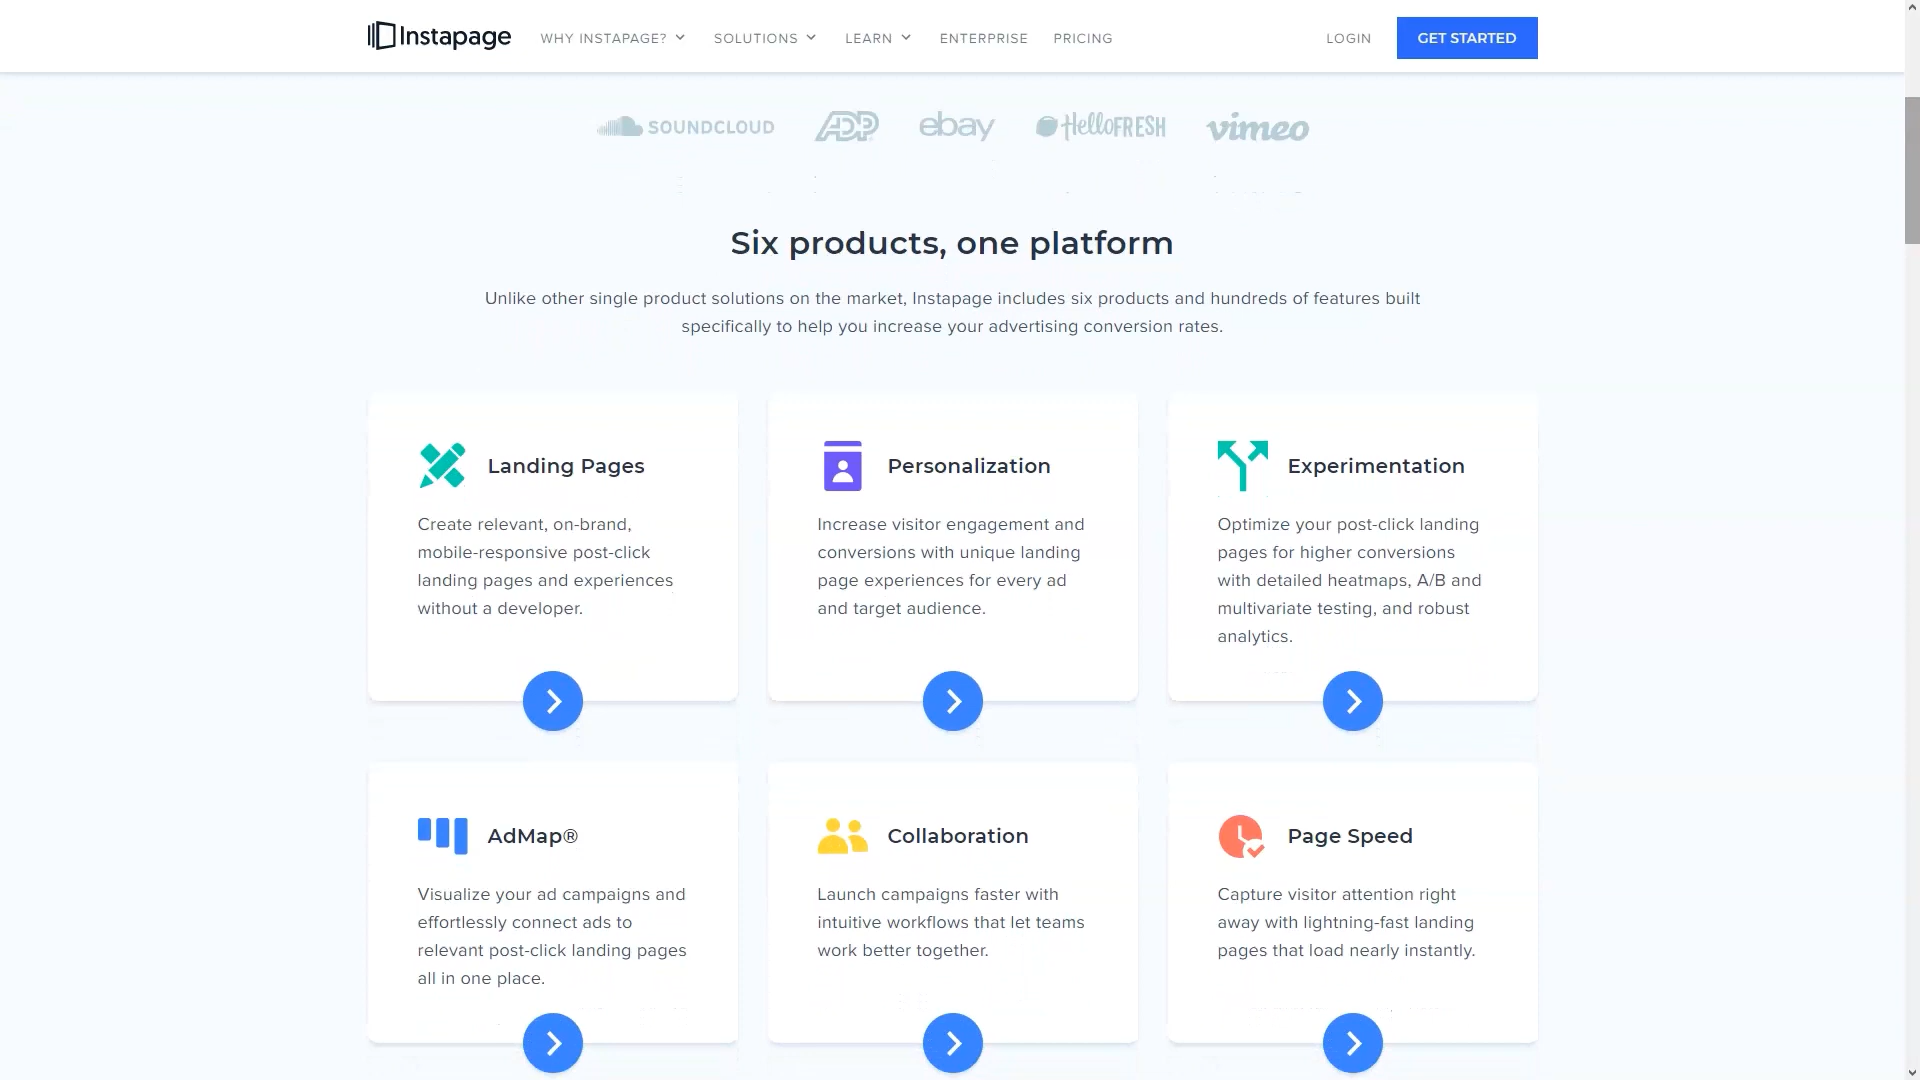 Instapage WHY INSTAPAGE? SOLUTIONS LEARN ENTERPRISE PRICING LOGIN GET STARTED
SOUNDCLOUD ADP ebay HelloFRESH vimeo
Six products, one platform
Unlike other single product solutions on the market, Instapage includes six products and hundreds of features built
specifically to help you increase your advertising conversion rates.
Landing Pages
Create relevant, on-brand,
mobile-responsive post-click
landing pages and experiences
without a developer.
Personalization
Increase visitor engagement and
conversions with unique landing
page experiences for every ad
and target audience.
Experimentation
Optimize your post-click landing
pages for higher conversions
with detailed heatmaps, A/B and
multivariate testing, and robust
analytics.
AdMap®
Visualize your ad campaigns and
effortlessly connect ads to
relevant post-click landing pages
all in one place.
Collaboration
Launch campaigns faster with
intuitive workflows that let teams
work better together.
Page Speed
Capture visitor attention right
away with lightning-fast landing
pages that load nearly instantly.